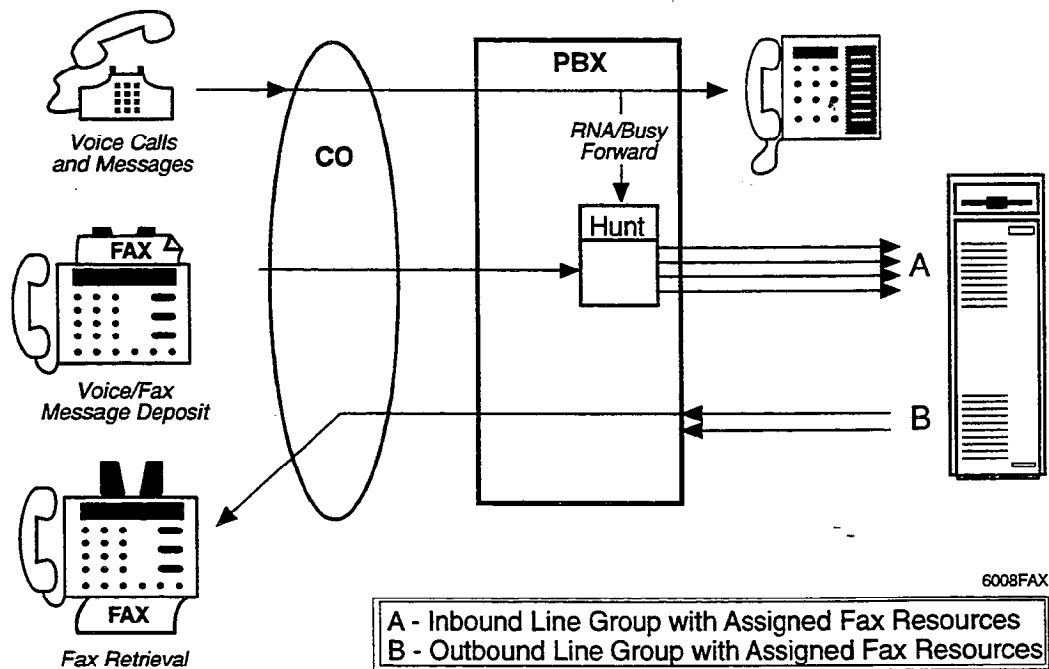 Voice Calls
and Messages
CO
PBX
RNA/Busy
Forward
Hunt
A
FAX
Voice/Fax
Message Deposit
B
FAX
Fax Retrieval
6008FAX
A - Inbound Line Group with Assigned Fax Resources
B - Outbound Line Group with Assigned Fax Resources